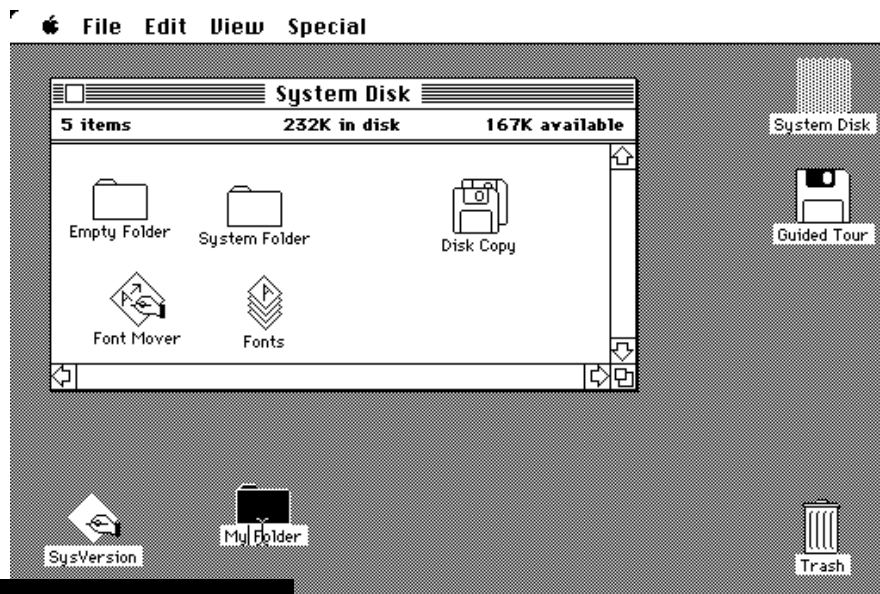 File Edit View Special
System Disk
5 items 232K in disk 167K available
System Disk
Empty Folder System Folder Disk Copy
Guided Tour
Font Mover Fonts
SysVersion My Folder Trash